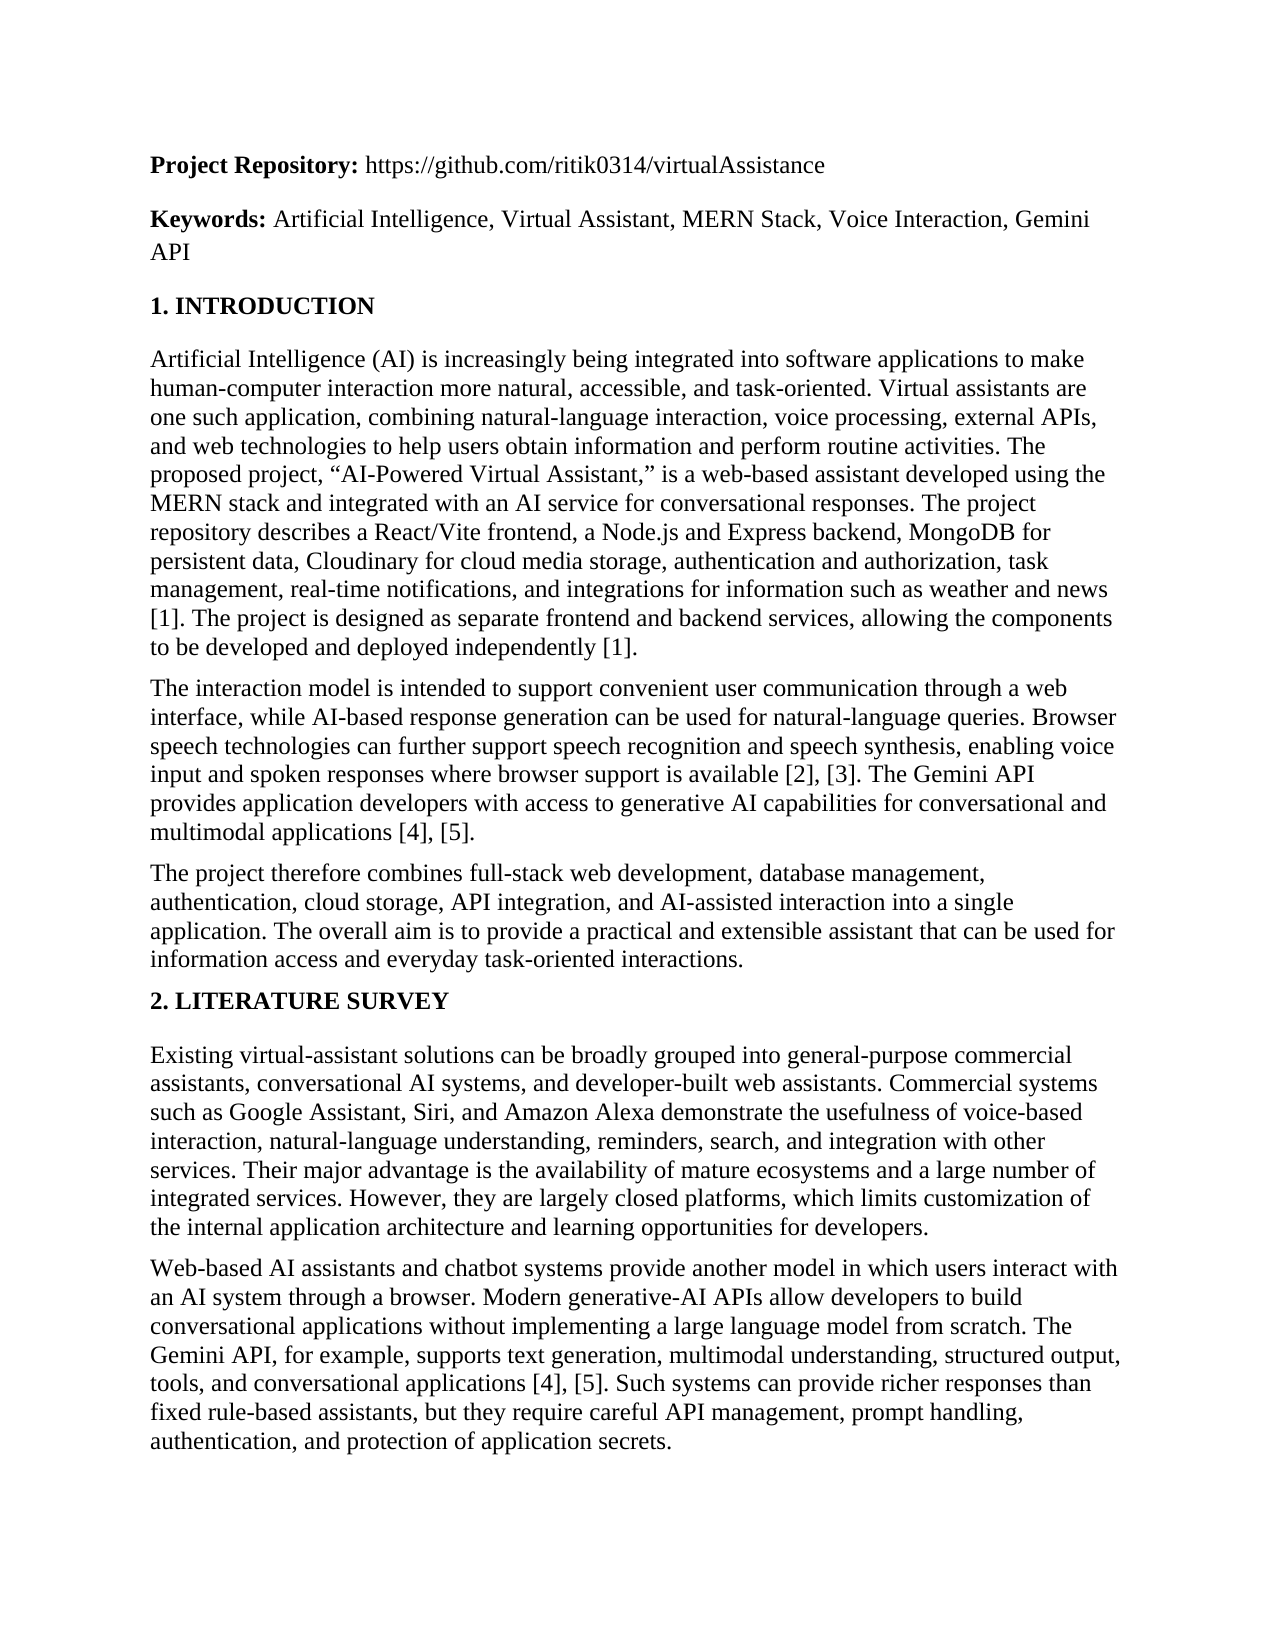 Project Repository: https://github.com/ritik0314/virtualAssistance
Keywords: Artificial Intelligence, Virtual Assistant, MERN Stack, Voice Interaction, Gemini
API
1. INTRODUCTION
Artificial Intelligence (AI) is increasingly being integrated into software applications to make
human-computer interaction more natural, accessible, and task-oriented. Virtual assistants are
one such application, combining natural-language interaction, voice processing, external APIs,
and web technologies to help users obtain information and perform routine activities. The
proposed project, “AI-Powered Virtual Assistant,” is a web-based assistant developed using the
MERN stack and integrated with an AI service for conversational responses. The project
repository describes a React/Vite frontend, a Node.js and Express backend, MongoDB for
persistent data, Cloudinary for cloud media storage, authentication and authorization, task
management, real-time notifications, and integrations for information such as weather and news
[1]. The project is designed as separate frontend and backend services, allowing the components
to be developed and deployed independently [1].
The interaction model is intended to support convenient user communication through a web
interface, while AI-based response generation can be used for natural-language queries. Browser
speech technologies can further support speech recognition and speech synthesis, enabling voice
input and spoken responses where browser support is available [2], [3]. The Gemini API
provides application developers with access to generative AI capabilities for conversational and
multimodal applications [4], [5].
The project therefore combines full-stack web development, database management,
authentication, cloud storage, API integration, and AI-assisted interaction into a single
application. The overall aim is to provide a practical and extensible assistant that can be used for
information access and everyday task-oriented interactions.
2. LITERATURE SURVEY
Existing virtual-assistant solutions can be broadly grouped into general-purpose commercial
assistants, conversational AI systems, and developer-built web assistants. Commercial systems
such as Google Assistant, Siri, and Amazon Alexa demonstrate the usefulness of voice-based
interaction, natural-language understanding, reminders, search, and integration with other
services. Their major advantage is the availability of mature ecosystems and a large number of
integrated services. However, they are largely closed platforms, which limits customization of
the internal application architecture and learning opportunities for developers.
Web-based AI assistants and chatbot systems provide another model in which users interact with
an AI system through a browser. Modern generative-AI APIs allow developers to build
conversational applications without implementing a large language model from scratch. The
Gemini API, for example, supports text generation, multimodal understanding, structured output,
tools, and conversational applications [4], [5]. Such systems can provide richer responses than
fixed rule-based assistants, but they require careful API management, prompt handling,
authentication, and protection of application secrets.